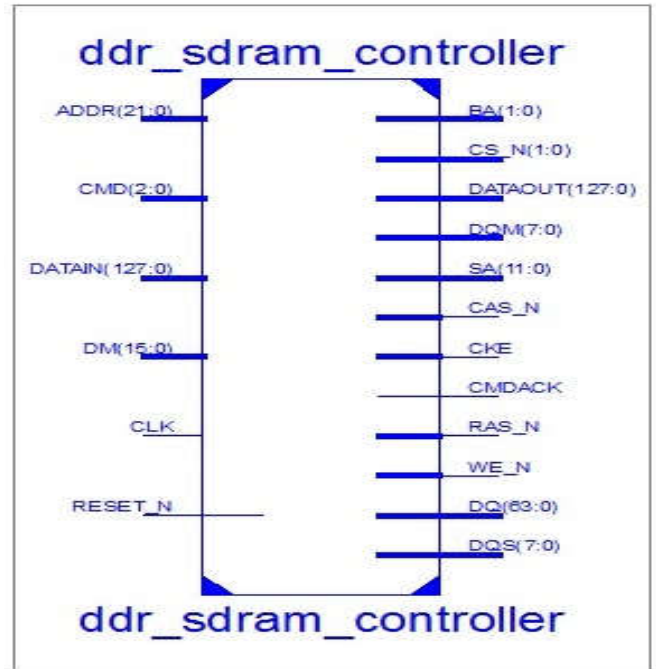 ddr_sdram_controller
ADDR(21:0)
CMD(2:0)
DATAIN(127:0)
DM(15:0)
CLK
RESET_N
BA(1:0)
CS_N(1:0)
DATAOUT(127:0)
DQM(7:0)
SA(11:0)
CAS_N
CKE
CMDACK
RAS_N
WE_N
DQ(63:0)
DQS(7:0)
ddr_sdram_controller